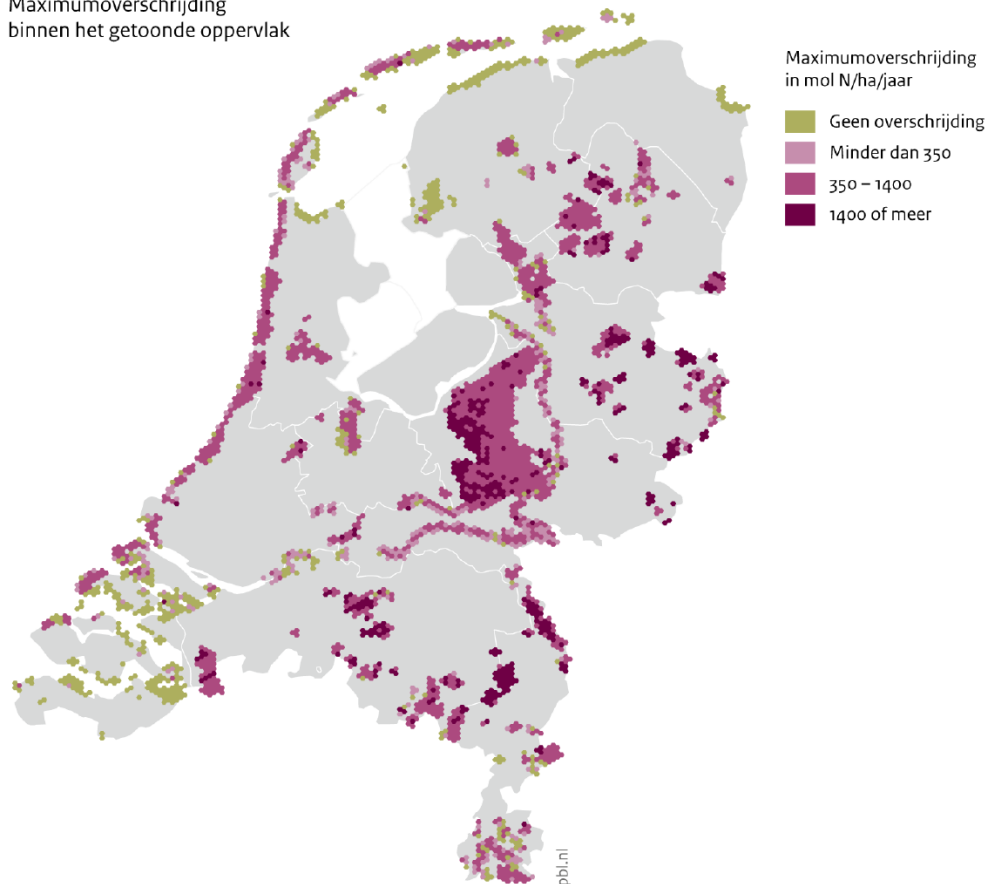 Maximumoverschrijding
binnen het getoonde oppervlak
Maximumoverschrijding
in mol N/ha/jaar
Geen overschrijding
Minder dan 350
350 – 1400
1400 of meer
pbl.nl